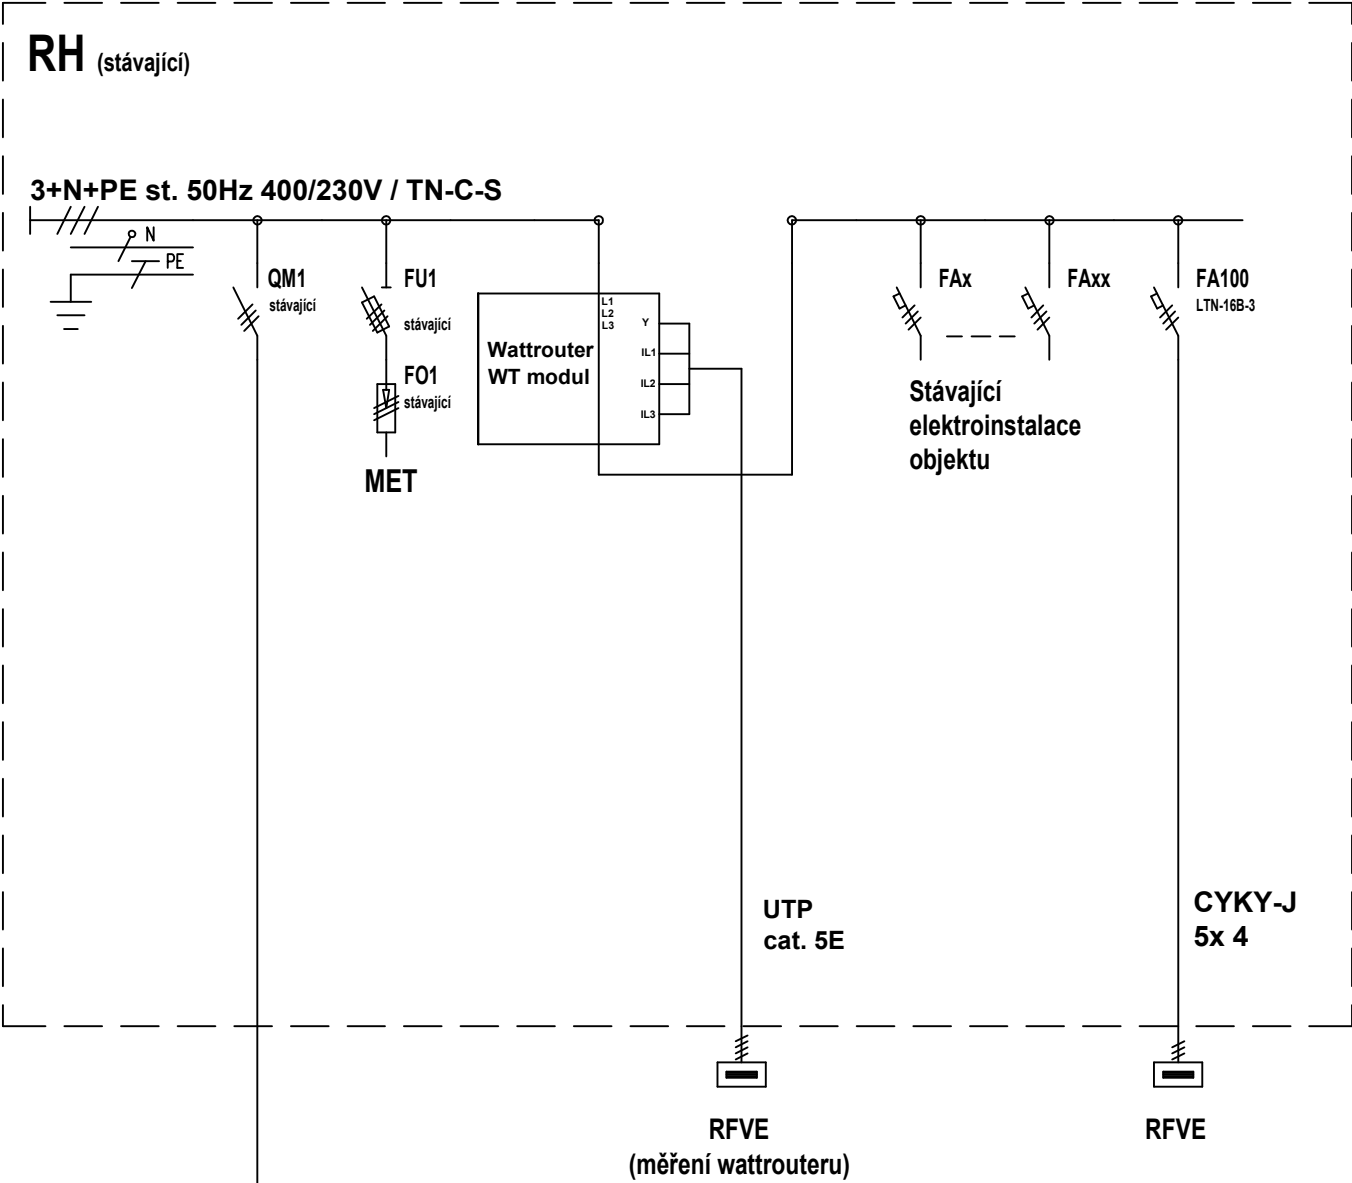 RH (stávající)
3+N+PE st. 50Hz 400/230V / TN-C-S
N
PE
QM1
stávající
FU1
stávající
FO1
stávající
MET
Wattrouter
WT modul
L1
L2
L3
Y
IL1
IL2
IL3
FAx
FAxx
FA100
LTN-16B-3
Stávající
elektroinstalace
objektu
UTP
cat. 5E
CYKY-J
5x 4
RFVE
(měření wattrouteru)
RFVE